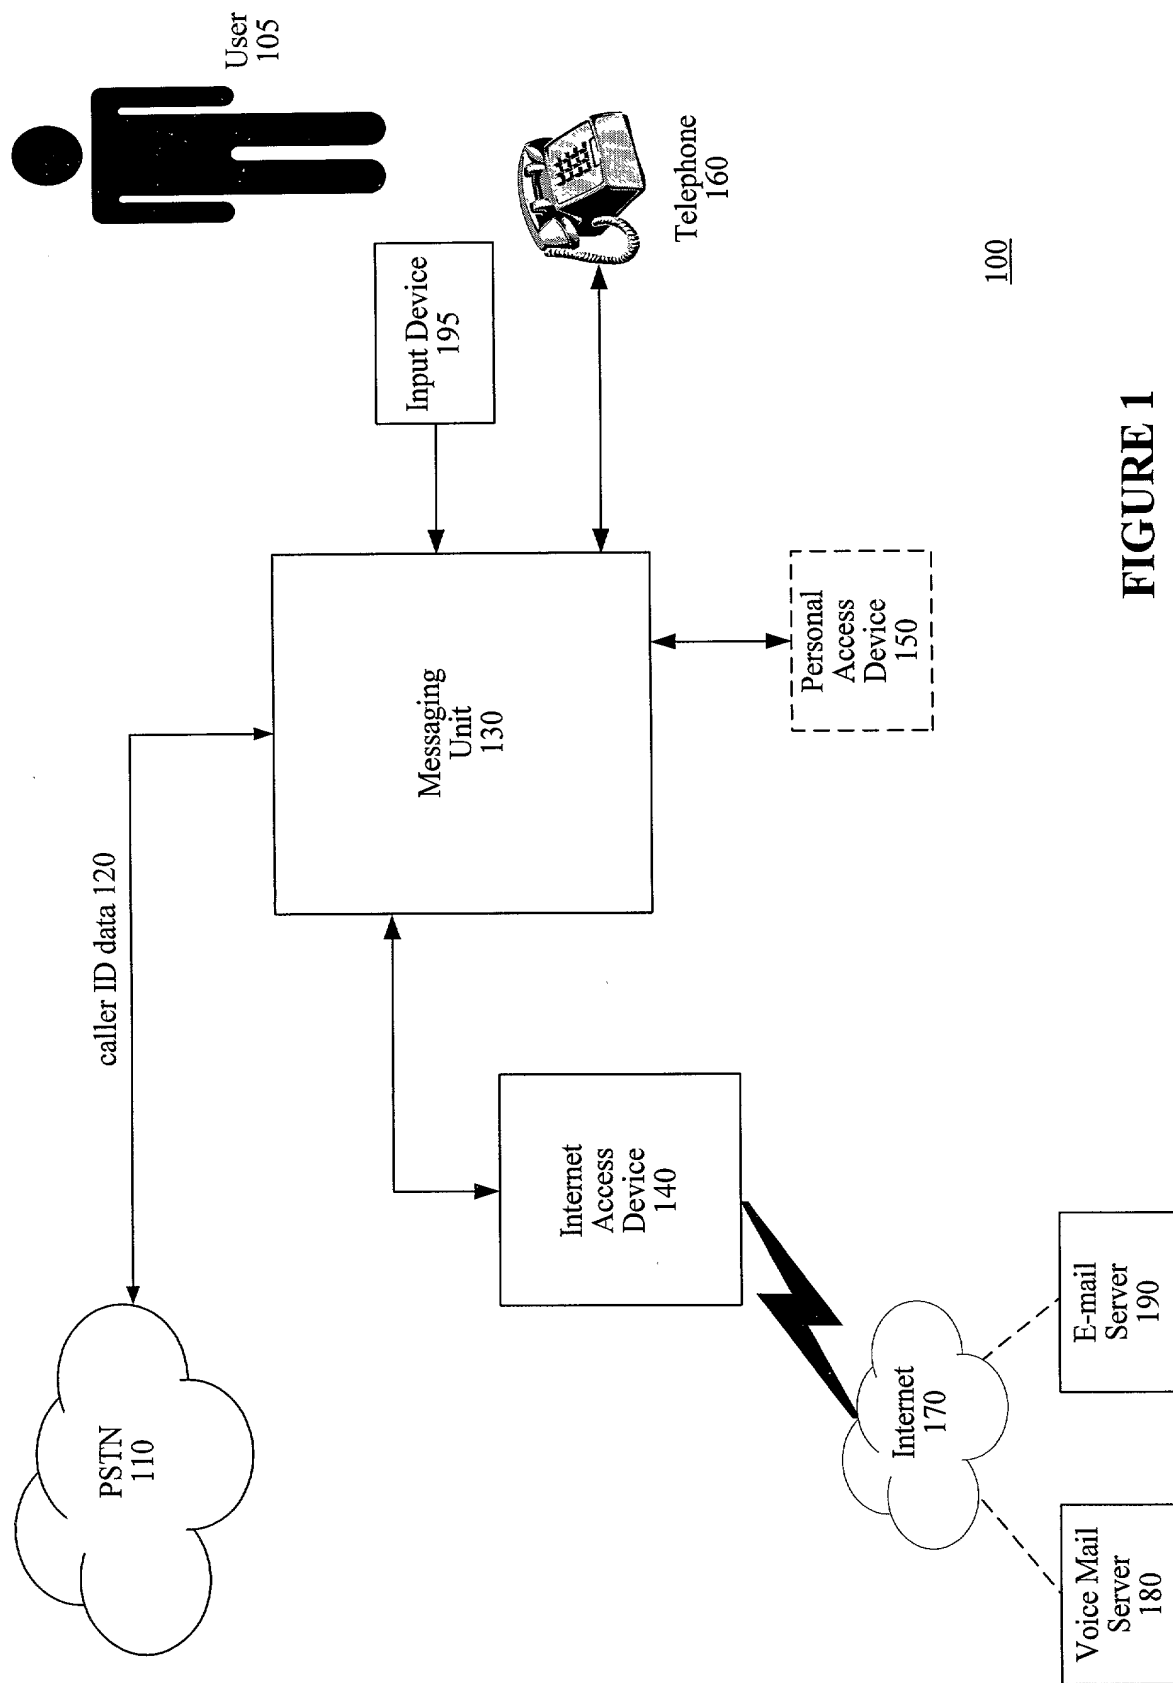 PSTN
110
caller ID data 120
User
105
Messaging
Unit
130
Input Device
195
Telephone
160
Internet
Access
Device
140
Personal
Access
Device
150
Internet
170
Voice Mail
Server
180
E-mail
Server
190
100
FIGURE 1